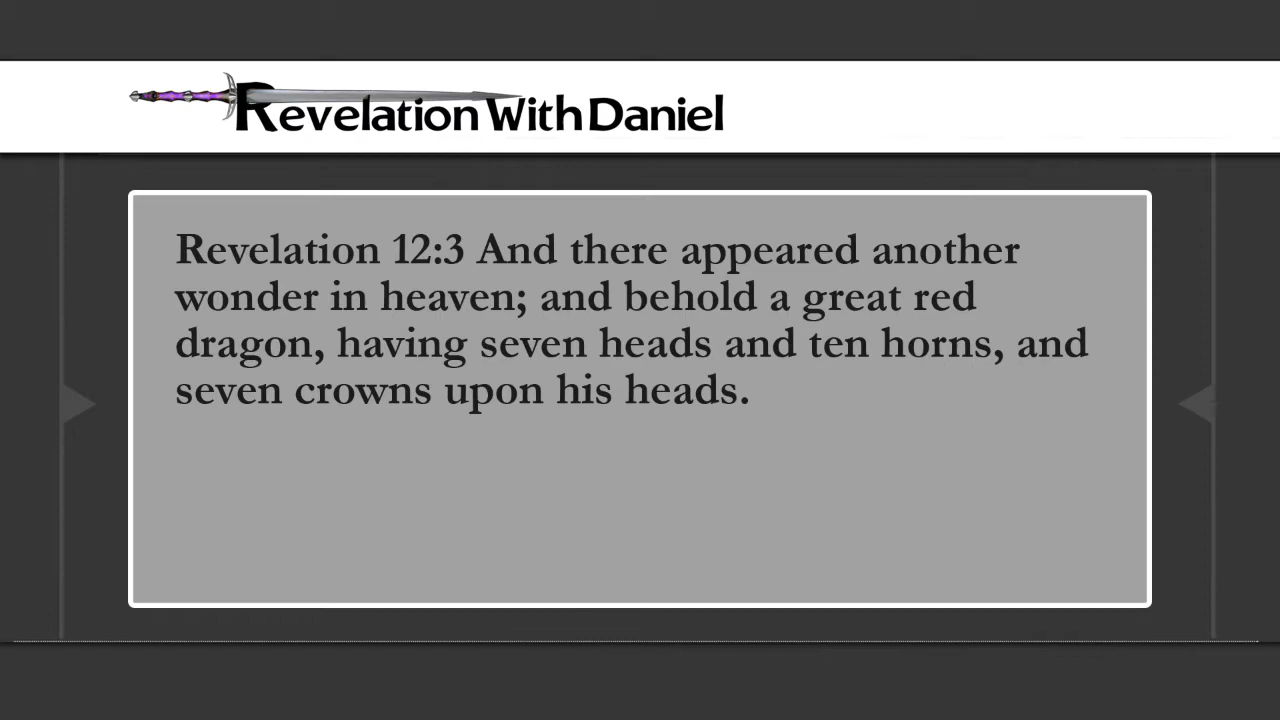 Revelation With Daniel
Revelation 12:3 And there appeared another
wonder in heaven; and behold a great red
dragon, having seven heads and ten horns, and
seven crowns upon his heads.